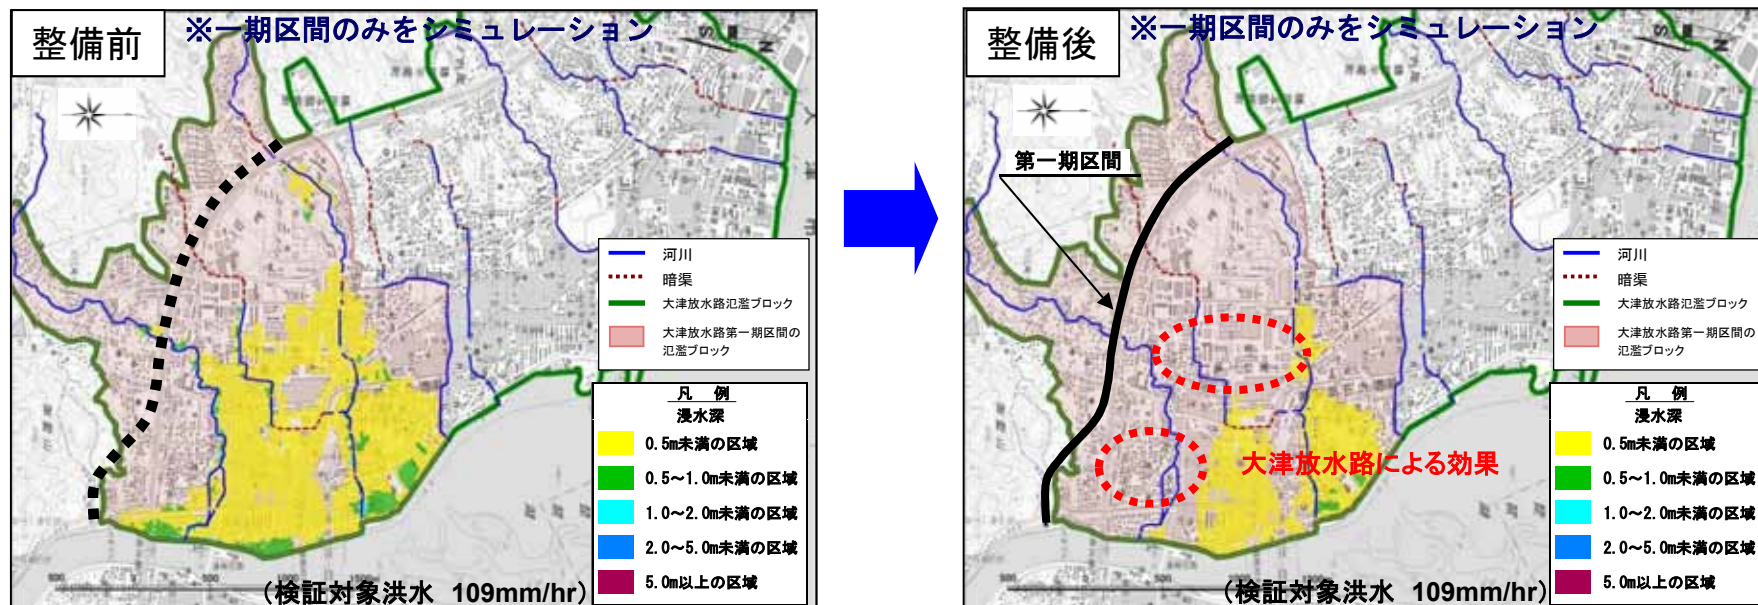 整備前
※一期区間のみをシミュレーション
河川
暗渠
大津放水路氾濫ブロック
大津放水路第一期区間の
氾濫ブロック
凡 例
浸水深
0.5m未満の区域
0.5～1.0m未満の区域
1.0～2.0m未満の区域
2.0～5.0m未満の区域
5.0m以上の区域
（検証対象洪水 109mm/hr）
整備後
※一期区間のみをシミュレーション
第一期区間
河川
暗渠
大津放水路氾濫ブロック
大津放水路第一期区間の
氾濫ブロック
大津放水路による効果
凡 例
浸水深
0.5m未満の区域
0.5～1.0m未満の区域
1.0～2.0m未満の区域
2.0～5.0m未満の区域
5.0m以上の区域
（検証対象洪水 109mm/hr）